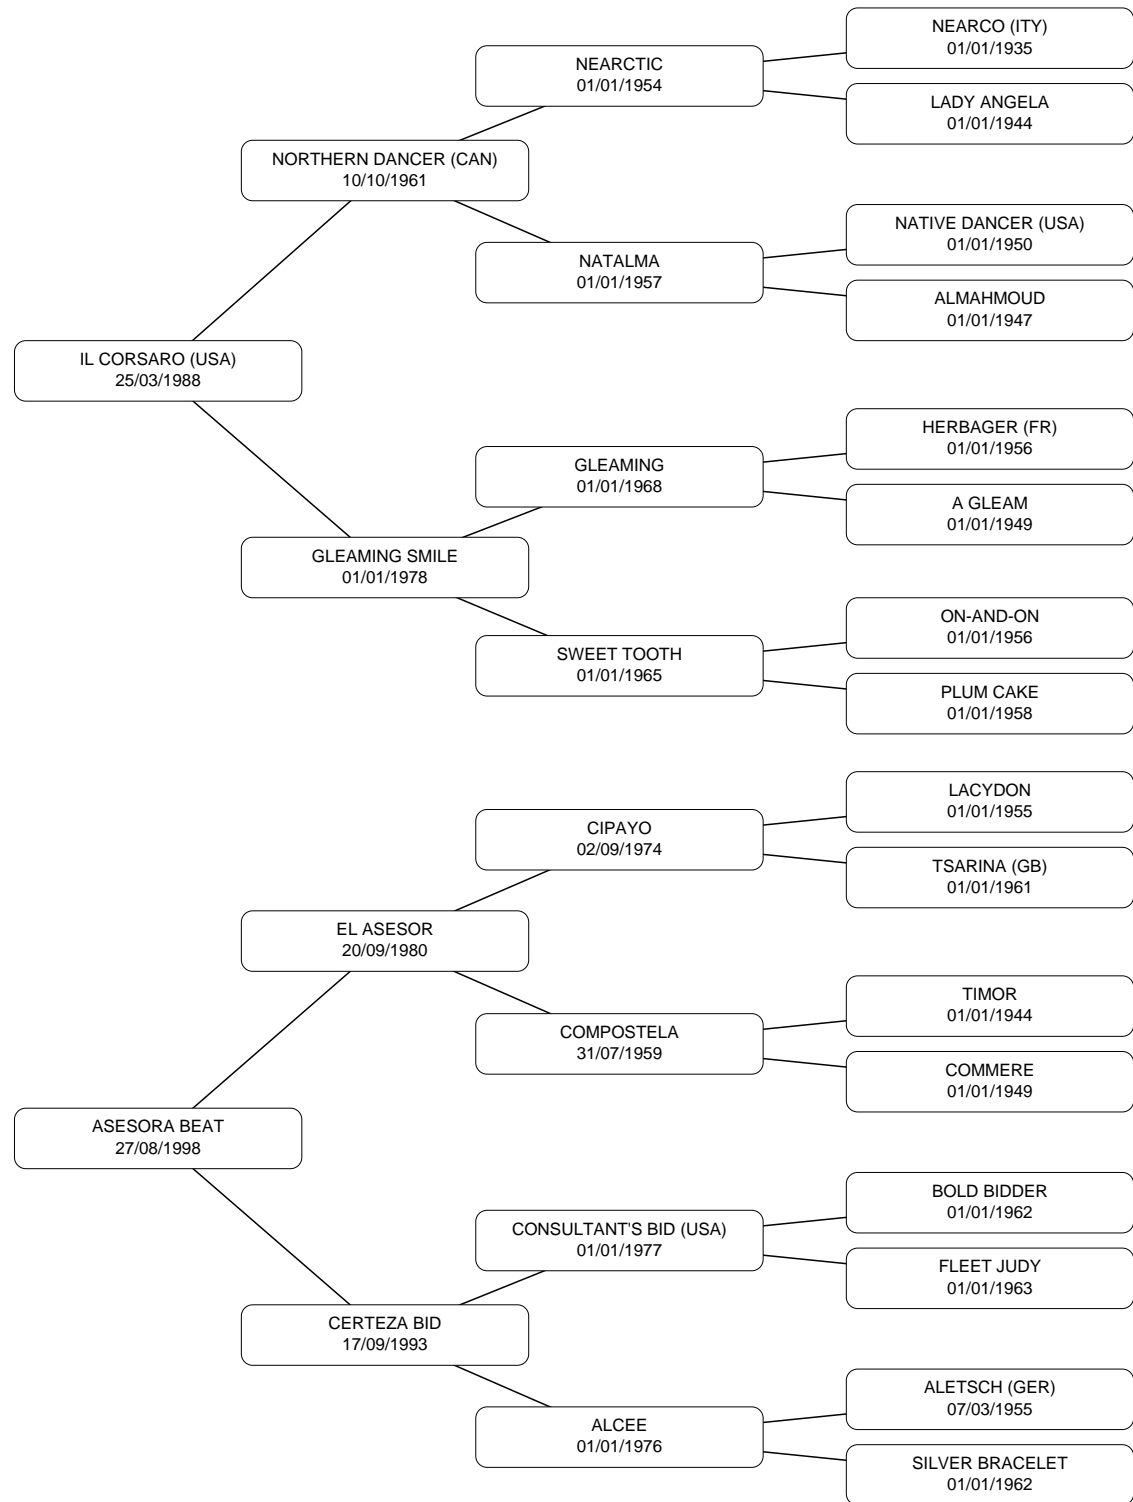 NEARCO (ITY)
01/01/1935
NEARCTIC
01/01/1954
LADY ANGELA
01/01/1944
NORTHERN DANCER (CAN)
10/10/1961
NATIVE DANCER (USA)
01/01/1950
NATALMA
01/01/1957
ALMAHMOUD
01/01/1947
IL CORSARO (USA)
25/03/1988
HERBAGER (FR)
01/01/1956
GLEAMING
01/01/1968
A GLEAM
01/01/1949
GLEAMING SMILE
01/01/1978
ON-AND-ON
01/01/1956
SWEET TOOTH
01/01/1965
PLUM CAKE
01/01/1958
LACYDON
01/01/1955
CIPAYO
02/09/1974
TSARINA (GB)
01/01/1961
EL ASESOR
20/09/1980
TIMOR
01/01/1944
COMPOSTELA
31/07/1959
COMMERE
01/01/1949
ASESORA BEAT
27/08/1998
BOLD BIDDER
01/01/1962
CONSULTANT'S BID (USA)
01/01/1977
FLEET JUDY
01/01/1963
CERTEZA BID
17/09/1993
ALETSCH (GER)
07/03/1955
ALCEE
01/01/1976
SILVER BRACELET
01/01/1962